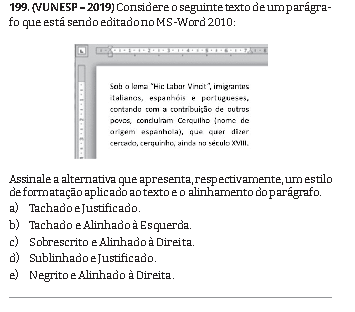 199. (VUNESP – 2019) Considere o seguinte texto de um parágra-
fo que está sendo editado no MS-Word 2010:
Sob o lema "Hic Labor Vincit", imigrantes
italianos, espanhóis e portugueses,
contando com a contribuição de outros
povos, concluíram Cerquilho (nome de
origem espanhola), que quer dizer
cercado, cerquinho, ainda no século XVIII.
Assinale a alternativa que apresenta, respectivamente, um estilo
de formatação aplicado ao texto e o alinhamento do parágrafo.
a) Tachado e Justificado.
b) Tachado e Alinhado à Esquerda.
c) Sobrescrito e Alinhado à Direita.
d) Sublinhado e Justificado.
e) Negrito e Alinhado à Direita.